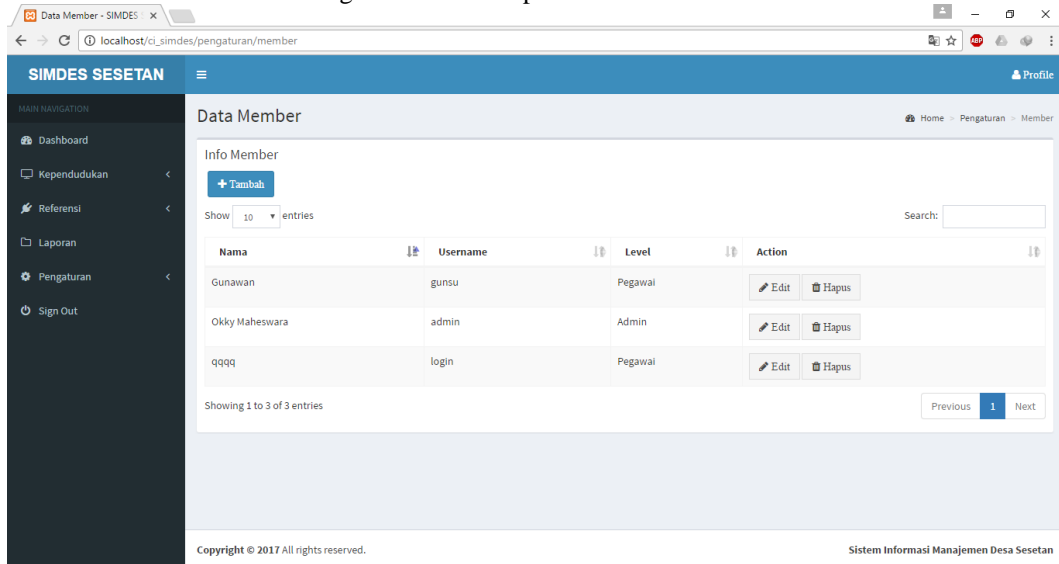 Data Member - SIMDES
localhost/ci_simdes/pengaturan/member
ABP
SIMDES SESETAN
Profile
MAIN NAVIGATION
Dashboard
Kependudukan
Referensi
Laporan
Pengaturan
Sign Out
Data Member
Home > Pengaturan > Member
Info Member
Tambah
Show 10 entries
Search:
Nama Username Level Action
Gunawan gunsu Pegawai Edit Hapus
Okky Maheswara admin Admin Edit Hapus
qqqq login Pegawai Edit Hapus
Showing 1 to 3 of 3 entries
Previous 1 Next
Copyright © 2017 All rights reserved.
Sistem Informasi Manajemen Desa Sesetan